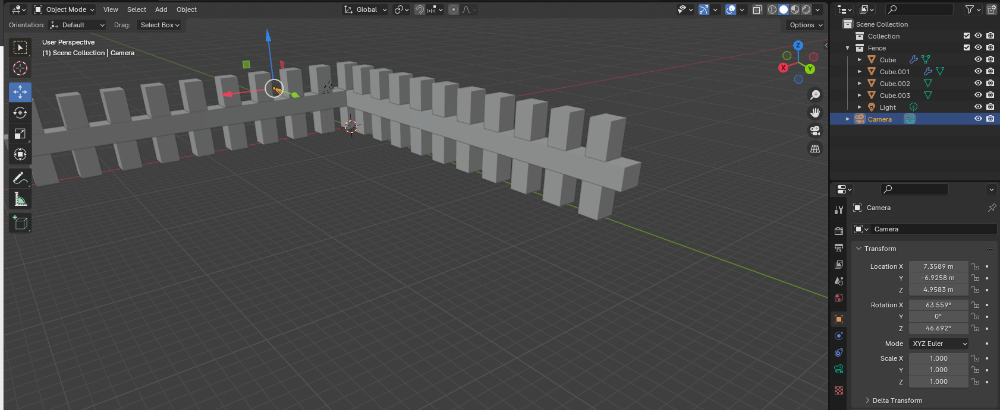 Object Mode View Select Add Object Global
Orientation: Default Drag: Select Box Options
User Perspective
(1) Scene Collection | Camera
Z
X
Y
Scene Collection
Collection
Fence
Cube
Cube.001
Cube.002
Cube.003
Light
Camera
Camera
Camera
Transform
Location X 7.3589 m
Y -6.9258 m
Z 4.9583 m
Rotation X 63.559°
Y 0°
Z 46.692°
Mode XYZ Euler
Scale X 1.000
Y 1.000
Z 1.000
Delta Transform